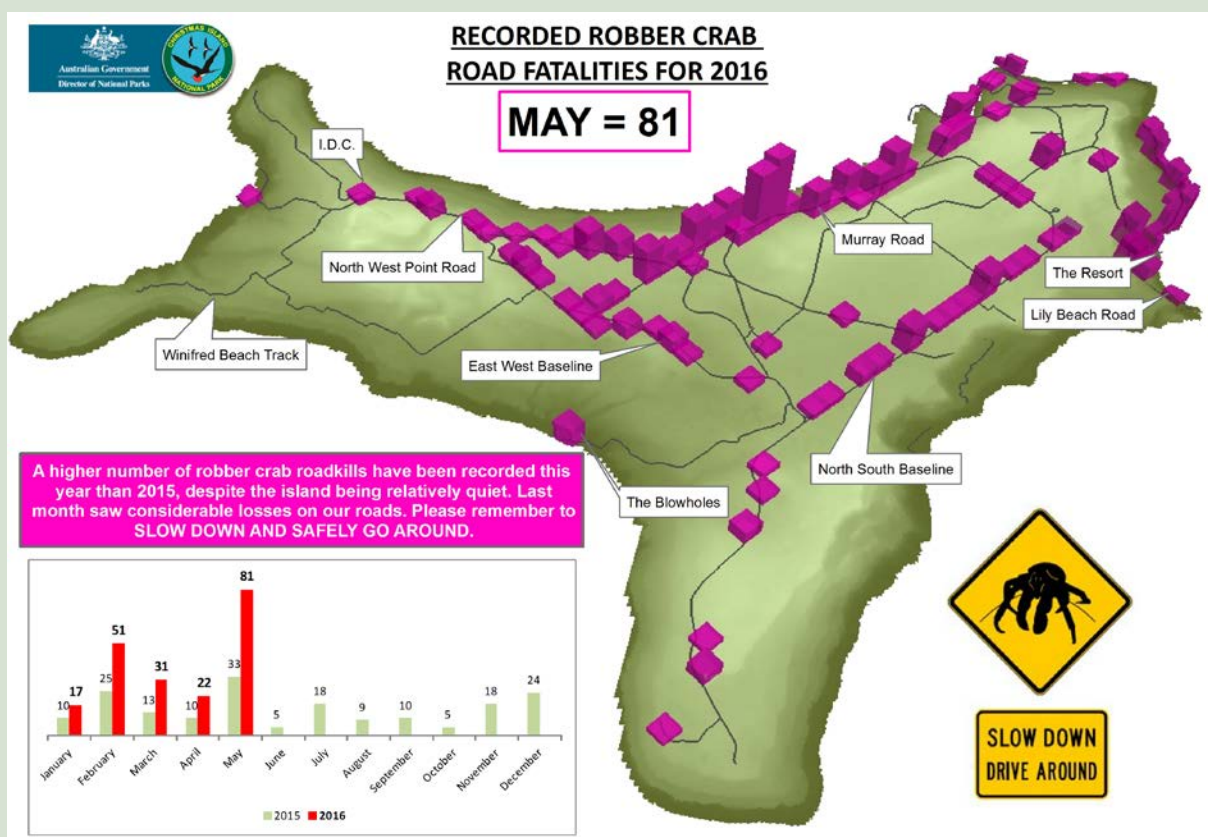 Australian Government
Director of National Parks
CHRISTMAS ISLAND
NATIONAL PARK
RECORDED ROBBER CRAB
ROAD FATALITIES FOR 2016
MAY = 81
I.D.C.
North West Point Road
Murray Road
The Resort
Lily Beach Road
Winifred Beach Track
East West Baseline
North South Baseline
The Blowholes
A higher number of robber crab roadkills have been recorded this
year than 2015, despite the island being relatively quiet. Last
month saw considerable losses on our roads. Please remember to
SLOW DOWN AND SAFELY GO AROUND.
10 17 25 51 13 31 10 22 33 81 5 18 9 10 5 18 24
January February March April May June July August September October November December
2015 2016
SLOW DOWN
DRIVE AROUND